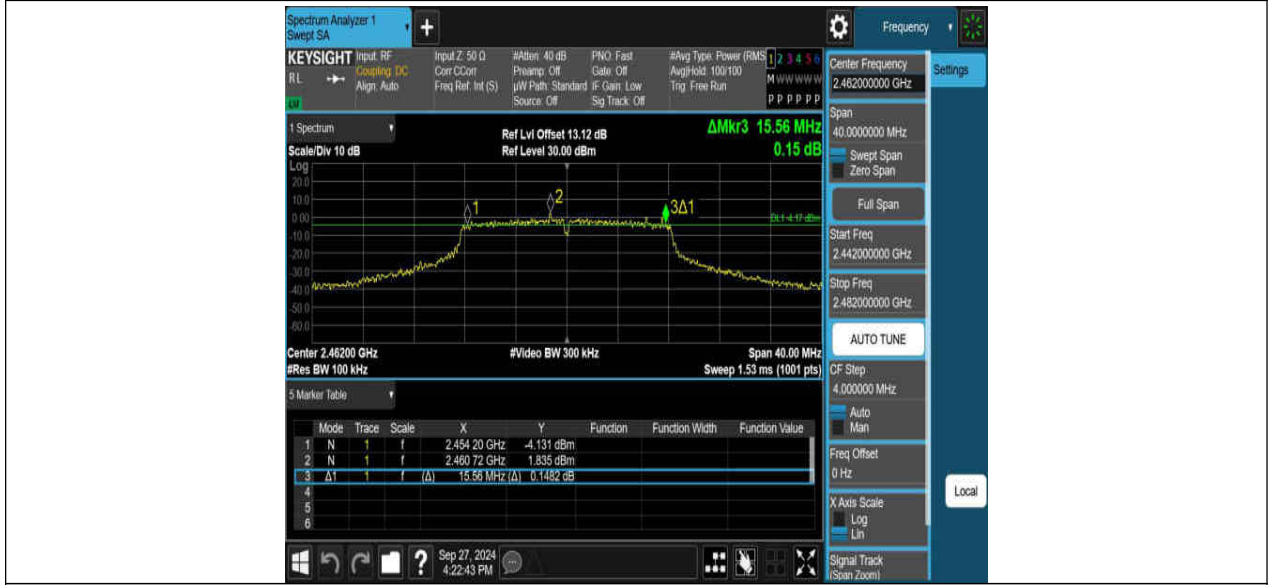 Spectrum Analyzer 1
Swept SA
+
Frequency
KEYSIGHT
RL
LXI
Input: RF
Coupling: DC
Align: Auto
Input Z: 50 Ω
Corr CCorr
Freq Ref: Int (S)
#Atten: 40 dB
Preamp: Off
µW Path: Standard
Source: Off
PNO: Fast
Gate: Off
IF Gain: Low
Sig Track: Off
#Avg Type: Power (RMS
Avg|Hold: 100/100
Trig: Free Run
1 2 3 4 5 6
M W W W W W
P P P P P P
1 Spectrum
Scale/Div 10 dB
Ref Lvl Offset 13.12 dB
Ref Level 30.00 dBm
ΔMkr3 15.56 MHz
0.15 dB
Log
20.0
10.0
0.00
-10.0
-20.0
-30.0
-40.0
-50.0
-60.0
1
2
3Δ1
DL1 -4.17 dBm
Center 2.46200 GHz
#Video BW 300 kHz
Span 40.00 MHz
#Res BW 100 kHz
Sweep 1.53 ms (1001 pts)
5 Marker Table
Mode Trace Scale X Y Function Function Width Function Value
1 N 1 f 2.454 20 GHz -4.131 dBm
2 N 1 f 2.460 72 GHz 1.835 dBm
3 Δ1 1 f (Δ) 15.56 MHz (Δ) 0.1482 dB
4
5
6
?
Sep 27, 2024
4:22:43 PM
Center Frequency
2.462000000 GHz
Settings
Span
40.0000000 MHz
Swept Span
Zero Span
Full Span
Start Freq
2.442000000 GHz
Stop Freq
2.482000000 GHz
AUTO TUNE
CF Step
4.000000 MHz
Auto
Man
Freq Offset
0 Hz
X Axis Scale
Log
Lin
Local
Signal Track
(Span Zoom)